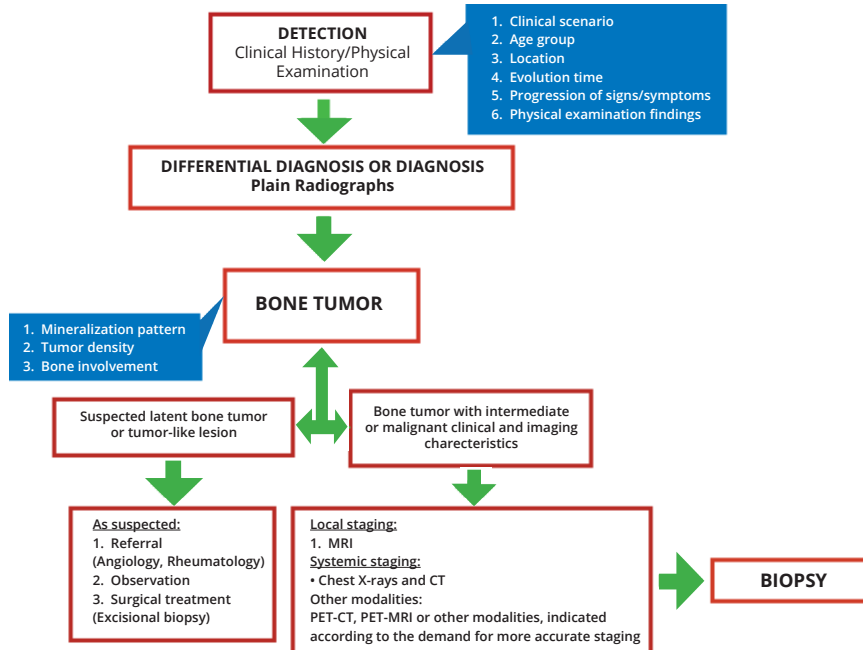 DETECTION
Clinical History/Physical
Examination
1. Clinical scenario
2. Age group
3. Location
4. Evolution time
5. Progression of signs/symptoms
6. Physical examination findings
DIFFERENTIAL DIAGNOSIS OR DIAGNOSIS
Plain Radiographs
BONE TUMOR
1. Mineralization pattern
2. Tumor density
3. Bone involvement
Suspected latent bone tumor
or tumor-like lesion
Bone tumor with intermediate
or malignant clinical and imaging
charecteristics
As suspected:
1. Referral
(Angiology, Rheumatology)
2. Observation
3. Surgical treatment
(Excisional biopsy)
Local staging:
1. MRI
Systemic staging:
• Chest X-rays and CT
Other modalities:
PET-CT, PET-MRI or other modalities, indicated
according to the demand for more accurate staging
BIOPSY